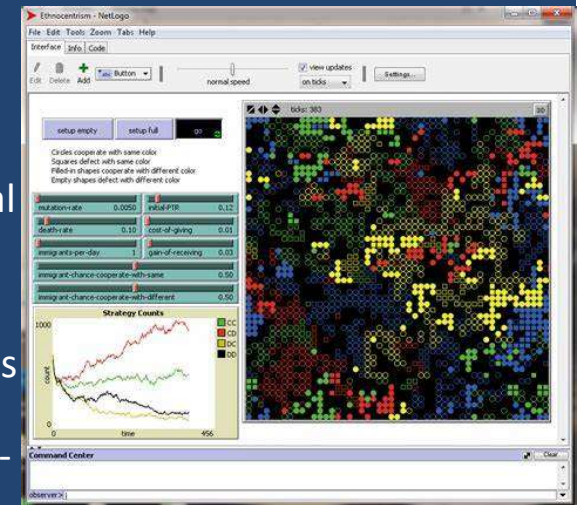 Ethnocentrism - NetLogo
File Edit Tools Zoom Tabs Help
Interface Info Code
Edit Delete Add
Button
normal speed
view updates
on ticks
Settings...
ticks: 383
3D
setup empty setup full go
Circles cooperate with same color
Squares defect with same color
Filled-in shapes cooperate with different color
Empty shapes defect with different color
mutation-rate 0.0050 initial-PTR 0.12
death-rate 0.10 cost-of-giving 0.01
immigrants-per-day 1 gain-of-receiving 0.03
immigrant-chance-cooperate-with-same 0.50
immigrant-chance-cooperate-with-different 0.50
Strategy Counts
1000
count
0
0 time 456
CC
CD
DC
DD
al
s
-
Command Center
Clear
observer>